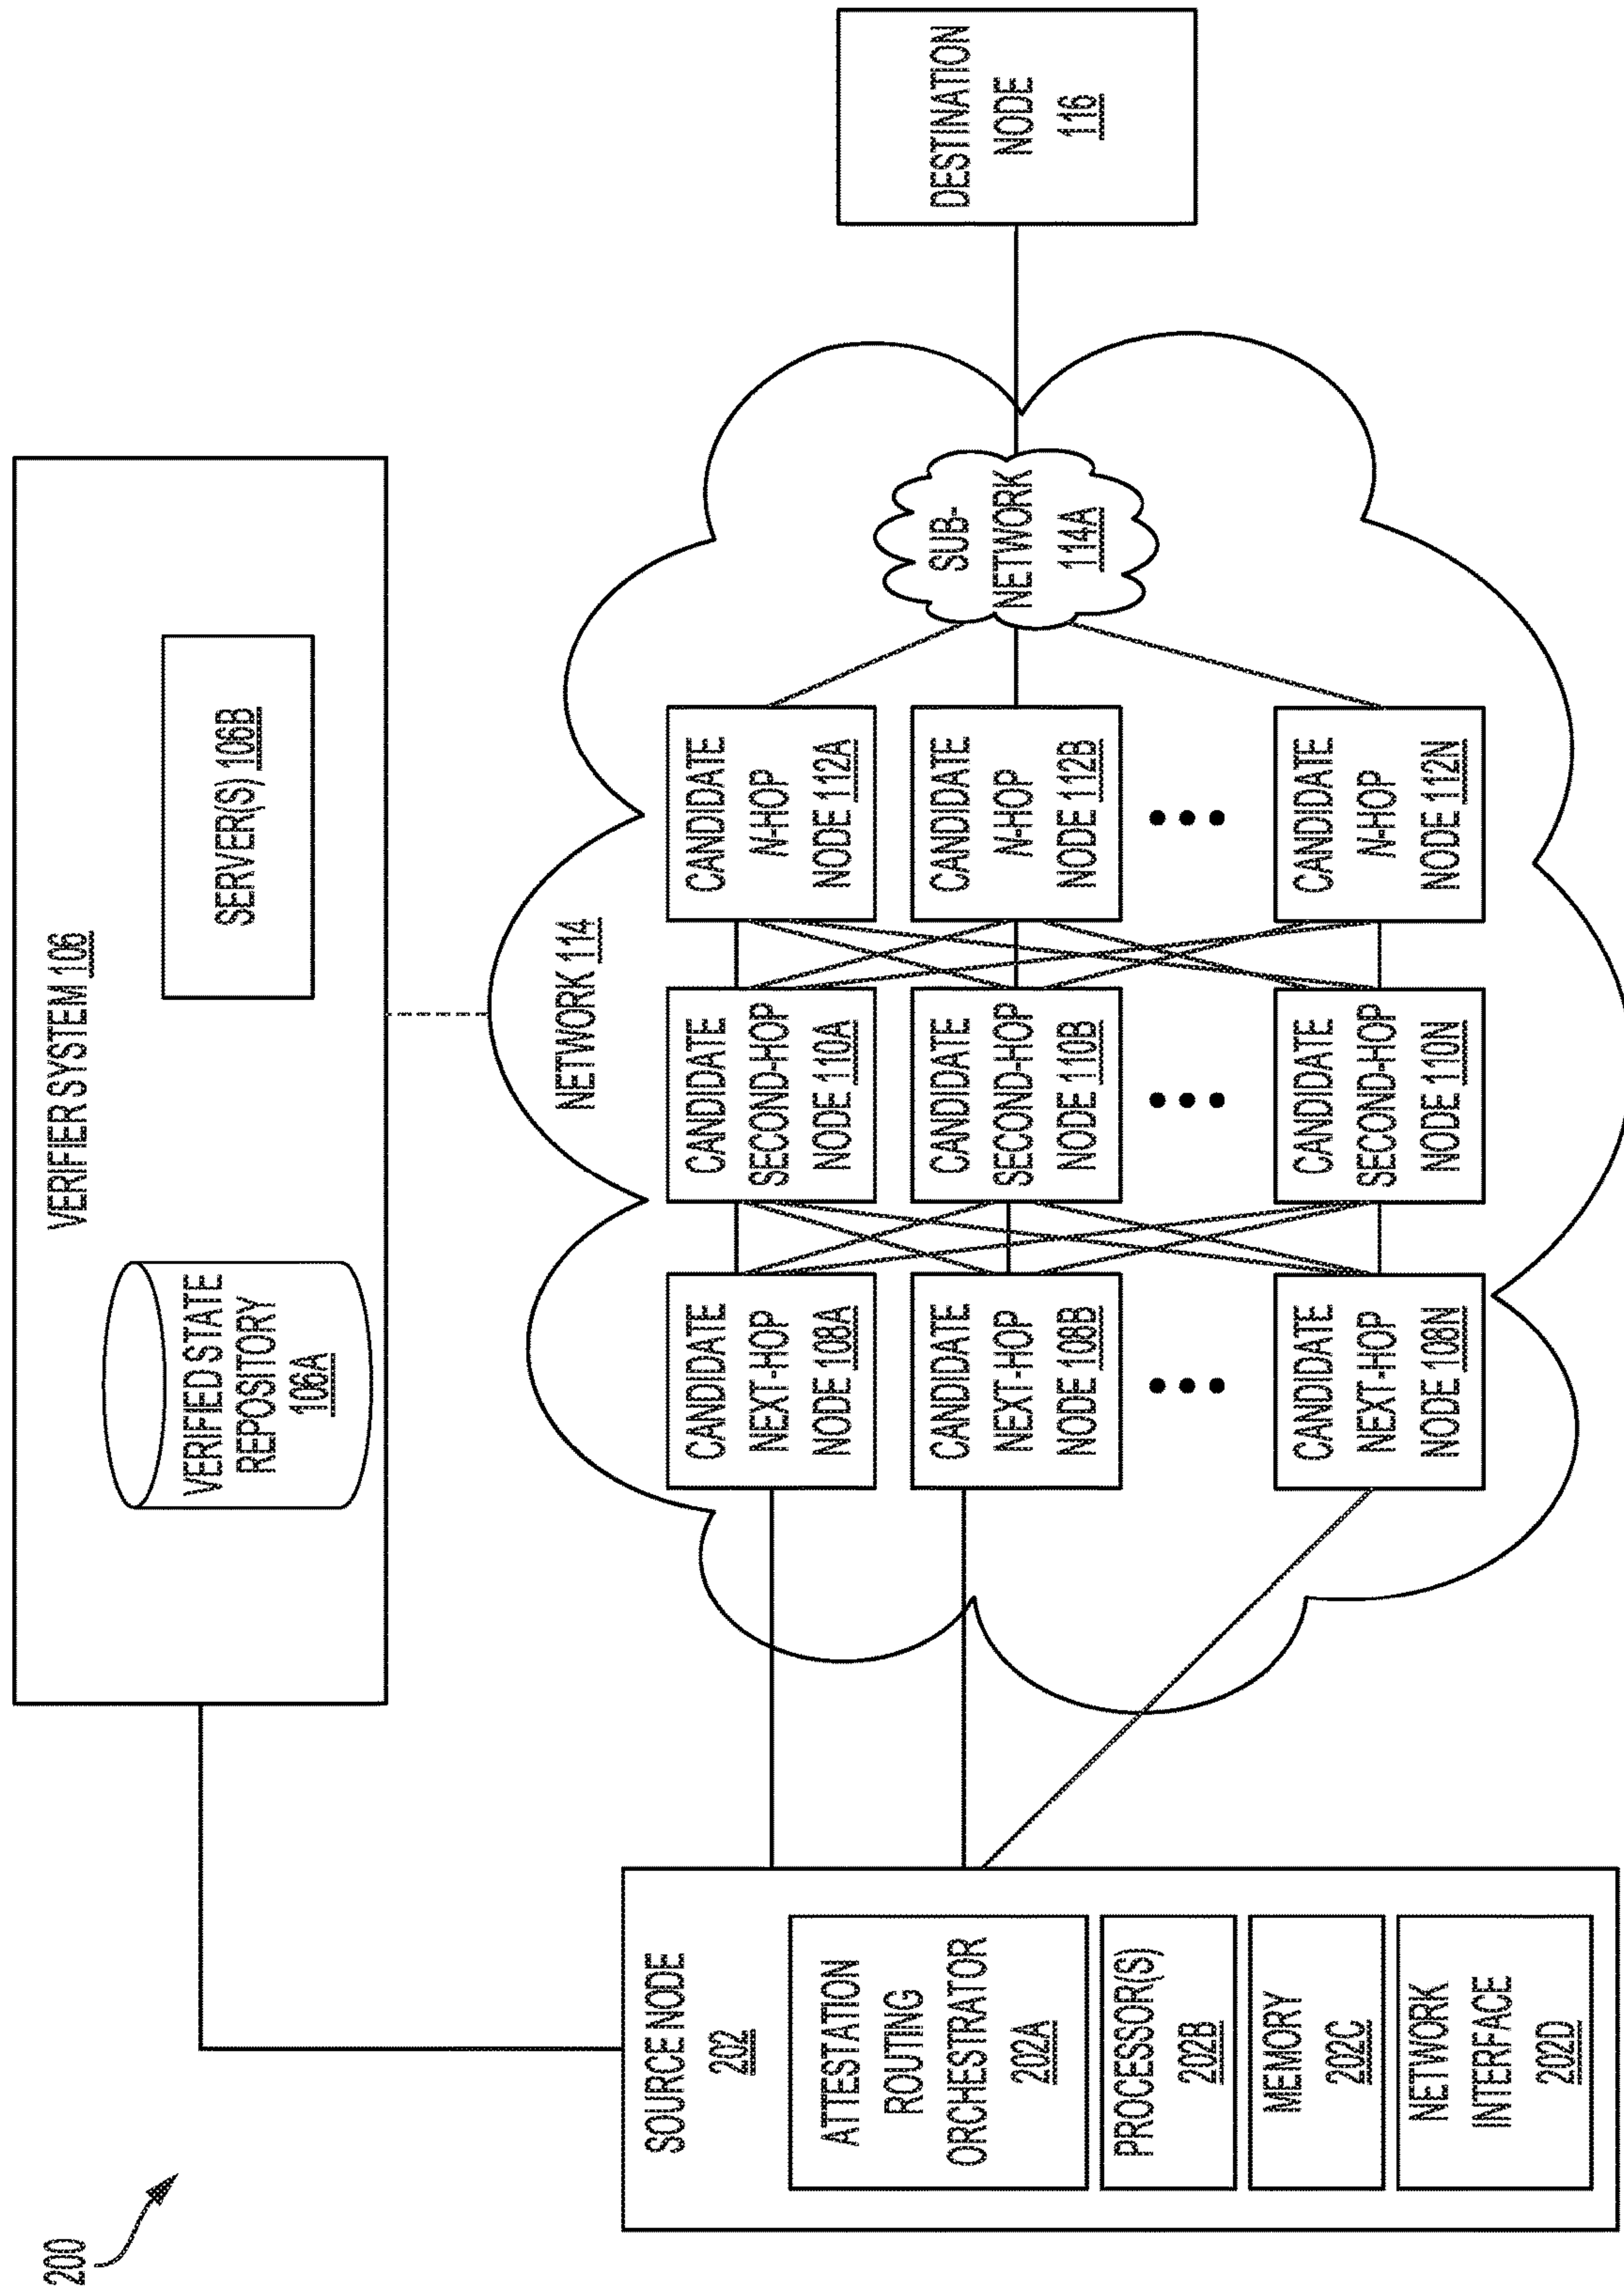 200
VERIFIER SYSTEM 106
VERIFIED STATE
REPOSITORY
106A
SERVER(S) 106B
SOURCE NODE
202
ATTESTATION
ROUTING
ORCHESTRATOR
202A
PROCESSOR(S)
202B
MEMORY
202C
NETWORK
INTERFACE
202D
NETWORK 114
CANDIDATE
NEXT-HOP
NODE 108A
CANDIDATE
SECOND-HOP
NODE 110A
CANDIDATE
N-HOP
NODE 112A
CANDIDATE
NEXT-HOP
NODE 108B
CANDIDATE
SECOND-HOP
NODE 110B
CANDIDATE
N-HOP
NODE 112B
CANDIDATE
NEXT-HOP
NODE 108N
CANDIDATE
SECOND-HOP
NODE 110N
CANDIDATE
N-HOP
NODE 112N
SUB-
NETWORK
114A
DESTINATION
NODE
116